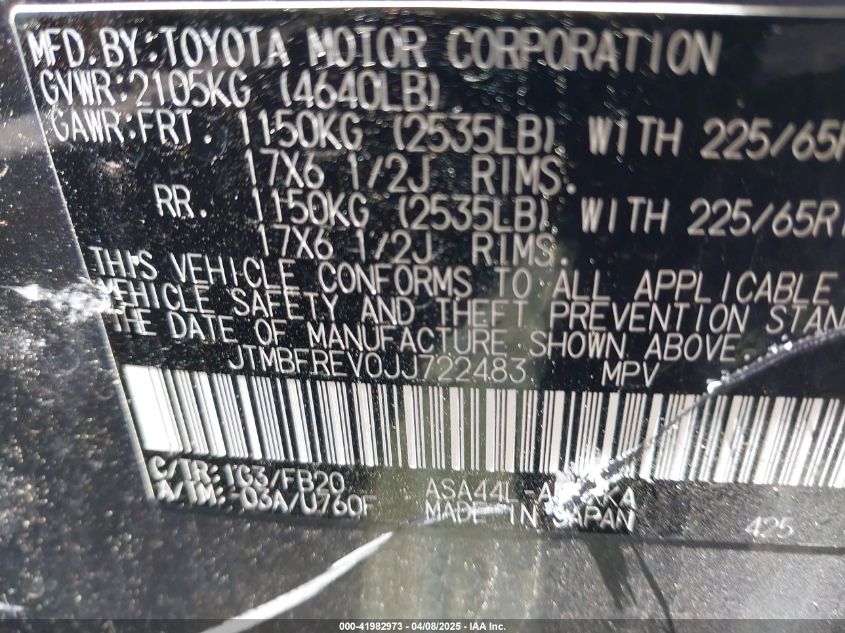 MFD.BY:TOYOTA MOTOR CORPORATION
GVWR:2105KG (4640LB)
GAWR:FRT. 1150KG (2535LB) WITH 225/65R
17X6 1/2J RIMS.
RR. 1150KG (2535LB) WITH 225/65R1
17X6 1/2J RIMS.
THIS VEHICLE CONFORMS TO ALL APPLICABLE
VEHICLE SAFETY AND THEFT PREVENTION STAN
THE DATE OF MANUFACTURE SHOWN ABOVE.
JTMBFREV0JJ722483 MPV
C/TR:1G3/FB20
A/TM:-03A/U760F
MADE IN JAPAN 425
000-41982973 - 04/08/2025 - IAA Inc.